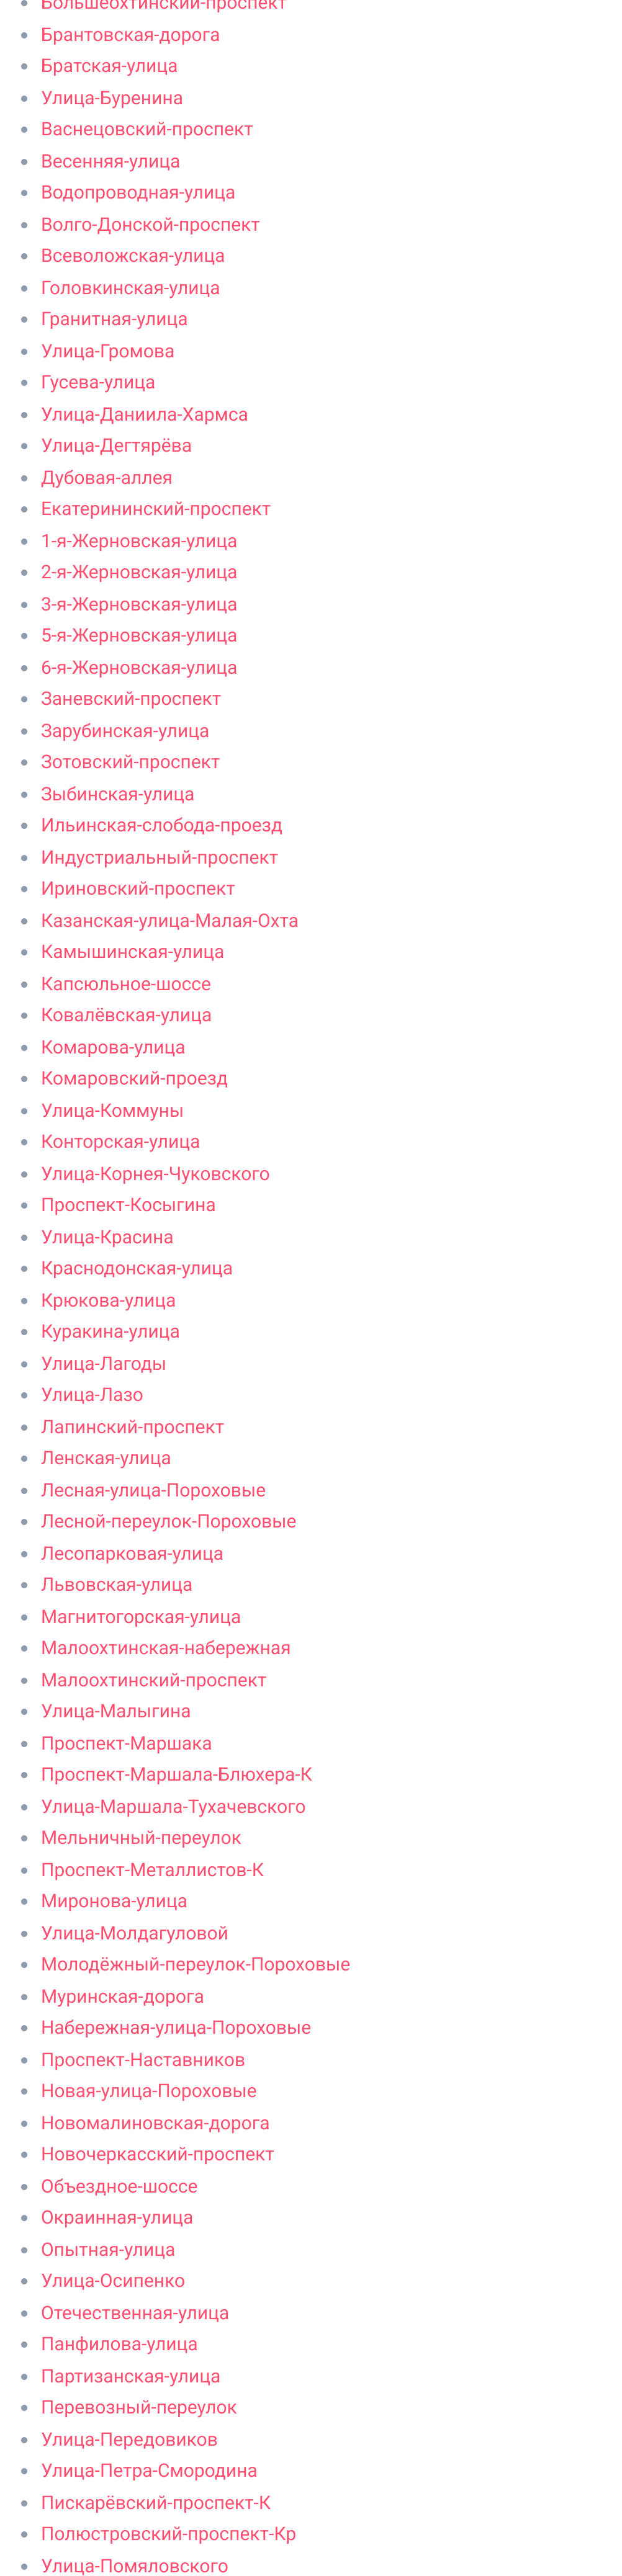 Большеохтинский-проспект
Брантовская-дорога
Братская-улица
Улица-Буренина
Васнецовский-проспект
Весенняя-улица
Водопроводная-улица
Волго-Донской-проспект
Всеволожская-улица
Головкинская-улица
Гранитная-улица
Улица-Громова
Гусева-улица
Улица-Даниила-Хармса
Улица-Дегтярёва
Дубовая-аллея
Екатерининский-проспект
1-я-Жерновская-улица
2-я-Жерновская-улица
3-я-Жерновская-улица
5-я-Жерновская-улица
6-я-Жерновская-улица
Заневский-проспект
Зарубинская-улица
Зотовский-проспект
Зыбинская-улица
Ильинская-слобода-проезд
Индустриальный-проспект
Ириновский-проспект
Казанская-улица-Малая-Охта
Камышинская-улица
Капсюльное-шоссе
Ковалёвская-улица
Комарова-улица
Комаровский-проезд
Улица-Коммуны
Конторская-улица
Улица-Корнея-Чуковского
Проспект-Косыгина
Улица-Красина
Краснодонская-улица
Крюкова-улица
Куракина-улица
Улица-Лагоды
Улица-Лазо
Лапинский-проспект
Ленская-улица
Лесная-улица-Пороховые
Лесной-переулок-Пороховые
Лесопарковая-улица
Львовская-улица
Магнитогорская-улица
Малоохтинская-набережная
Малоохтинский-проспект
Улица-Малыгина
Проспект-Маршака
Проспект-Маршала-Блюхера-К
Улица-Маршала-Тухачевского
Мельничный-переулок
Проспект-Металлистов-К
Миронова-улица
Улица-Молдагуловой
Молодёжный-переулок-Пороховые
Муринская-дорога
Набережная-улица-Пороховые
Проспект-Наставников
Новая-улица-Пороховые
Новомалиновская-дорога
Новочеркасский-проспект
Объездное-шоссе
Окраинная-улица
Опытная-улица
Улица-Осипенко
Отечественная-улица
Панфилова-улица
Партизанская-улица
Перевозный-переулок
Улица-Передовиков
Улица-Петра-Смородина
Пискарёвский-проспект-К
Полюстровский-проспект-Кр
Улица-Помяловского